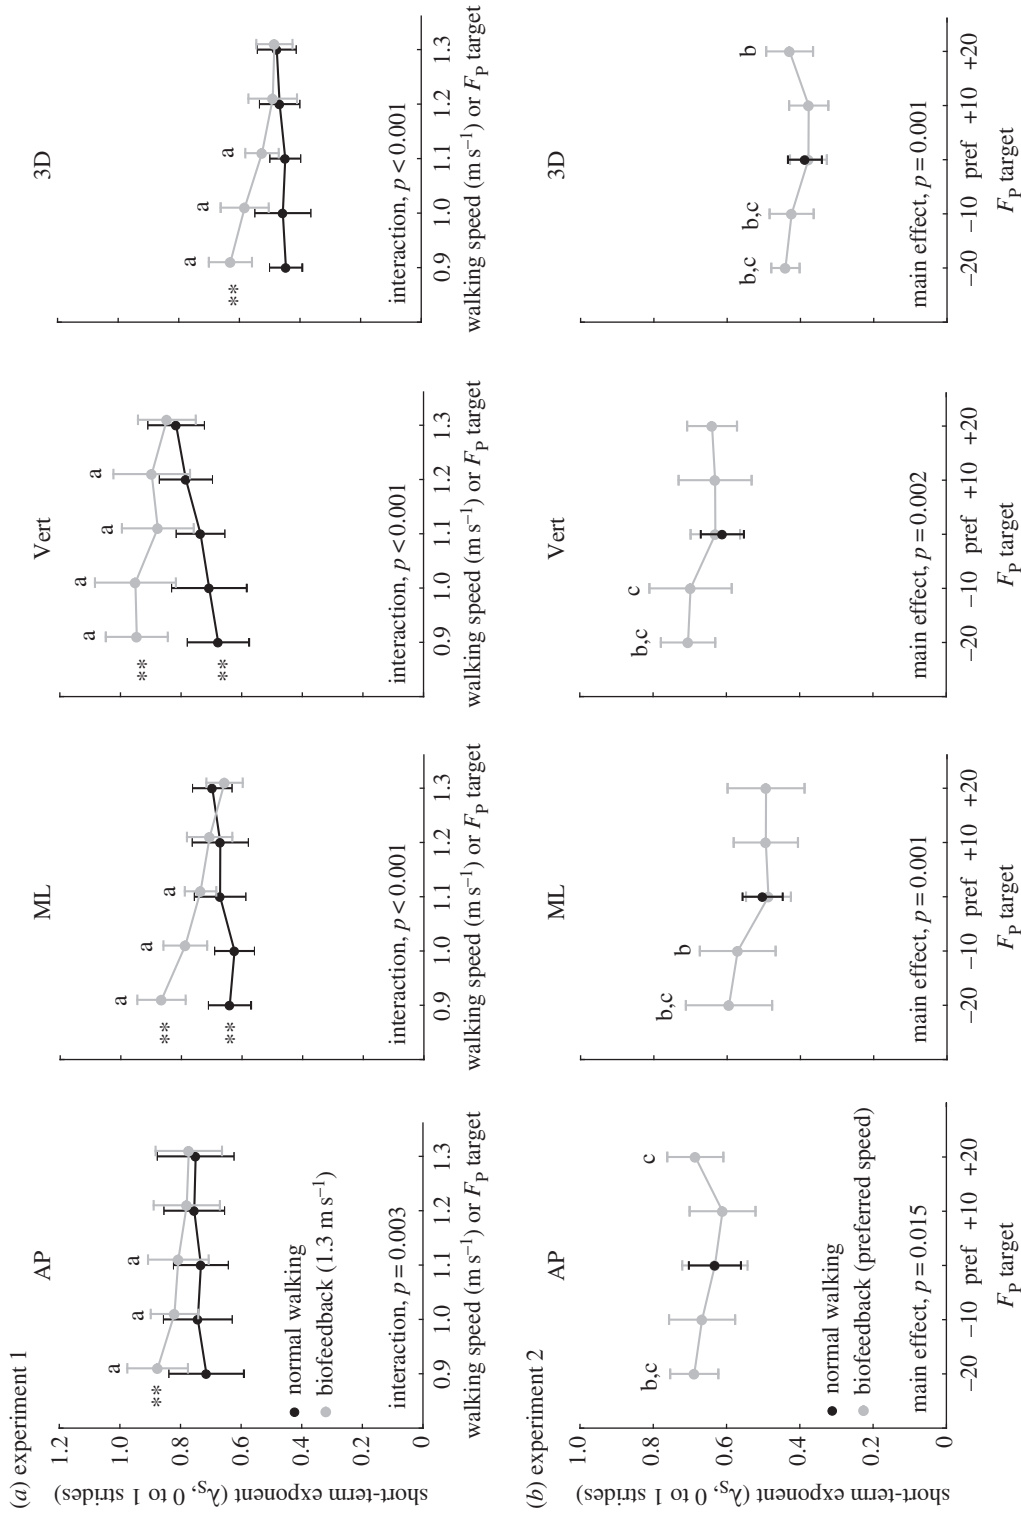 (a) experiment 1
AP
ML
Vert
3D
short-term exponent (λS, 0 to 1 strides)
1.2
1.0
0.8
0.6
0.4
0.2
0
a
a
a
**
normal walking
biofeedback (1.3 m s−1)
interaction, p = 0.003
0.9 1.0 1.1 1.2 1.3
walking speed (m s−1) or FP target
a
a
a
**
**
interaction, p < 0.001
0.9 1.0 1.1 1.2 1.3
walking speed (m s−1) or FP target
a
a
a
a
**
**
interaction, p < 0.001
0.9 1.0 1.1 1.2 1.3
walking speed (m s−1) or FP target
a
a
a
**
interaction, p < 0.001
0.9 1.0 1.1 1.2 1.3
walking speed (m s−1) or FP target
(b) experiment 2
AP
ML
Vert
3D
short-term exponent (λS, 0 to 1 strides)
1.0
0.8
0.6
0.4
0.2
0
b,c
c
normal walking
biofeedback (preferred speed)
main effect, p = 0.015
−20 −10 pref +10 +20
FP target
b,c
b
main effect, p = 0.001
−20 −10 pref +10 +20
FP target
b,c
c
main effect, p = 0.002
−20 −10 pref +10 +20
FP target
b,c
b,c
b
main effect, p = 0.001
−20 −10 pref +10 +20
FP target